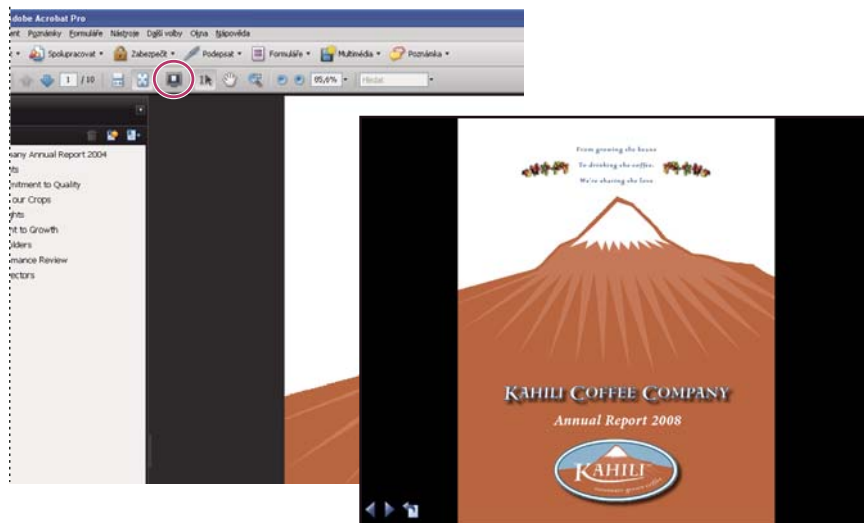 dobe Acrobat Pro
ent Poznámky Formuláře Nástroje Další volby Okna Nápověda
Spolupracovat Zabezpečit Podepsat Formuláře Multimédia Poznámka
1 /10 95,6% Hledat
any Annual Report 2004
ts
mitment to Quality
our Crops
ghts
nt to Growth
olders
mance Review
ectors
From growing the beans
To drinking the coffee.
We're sharing the love
KAHILI COFFEE COMPANY
Annual Report 2008
KAHILI